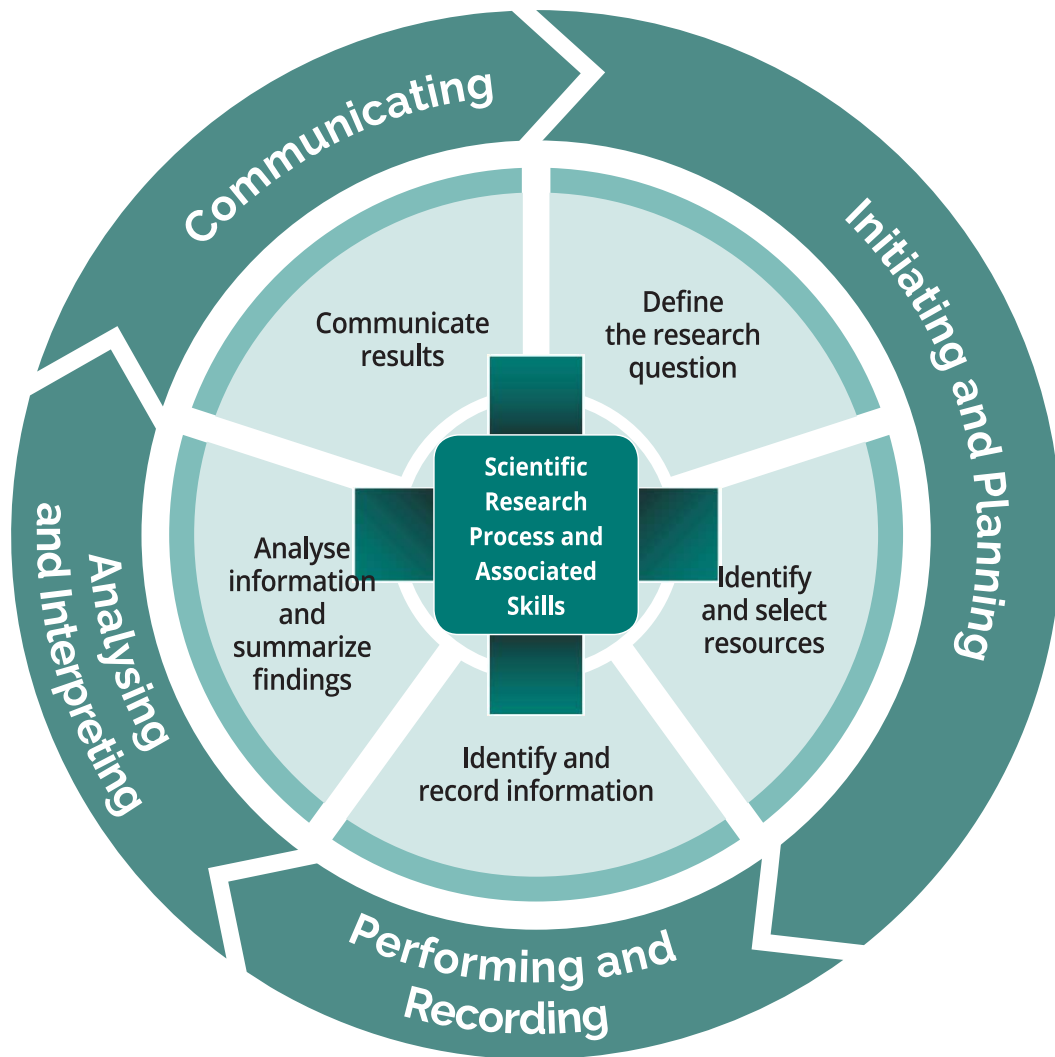 Communicating
Initiating and Planning
Performing and
Recording
Analysing
and Interpreting
Define
the research
question
Identify
and select
resources
Identify and
record information
Analyse
information
and
summarize
findings
Communicate
results
Scientific
Research
Process and
Associated
Skills